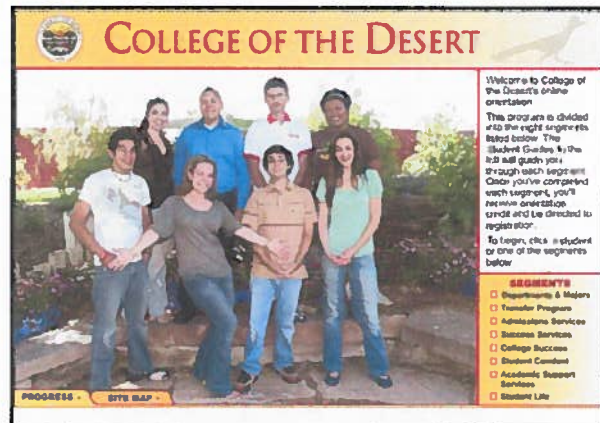 COLLEGE OF THE DESERT
Welcome to College of
the Desert's online
orientation
This program is divided
into the eight segments
listed below. The
Student Guides to the
left will guide you
through each segment
Once you've completed
each segment, you'll
receive orientation
credit and be directed to
registration.
To begin, click a student
or one of the segments
below
SEGMENTS
Departments & Majors
Transfer Program
Admissions Services
Success Services
College Success
Student Conduct
Academic Support
Services
Student Life
PROGRESS
SITE MAP